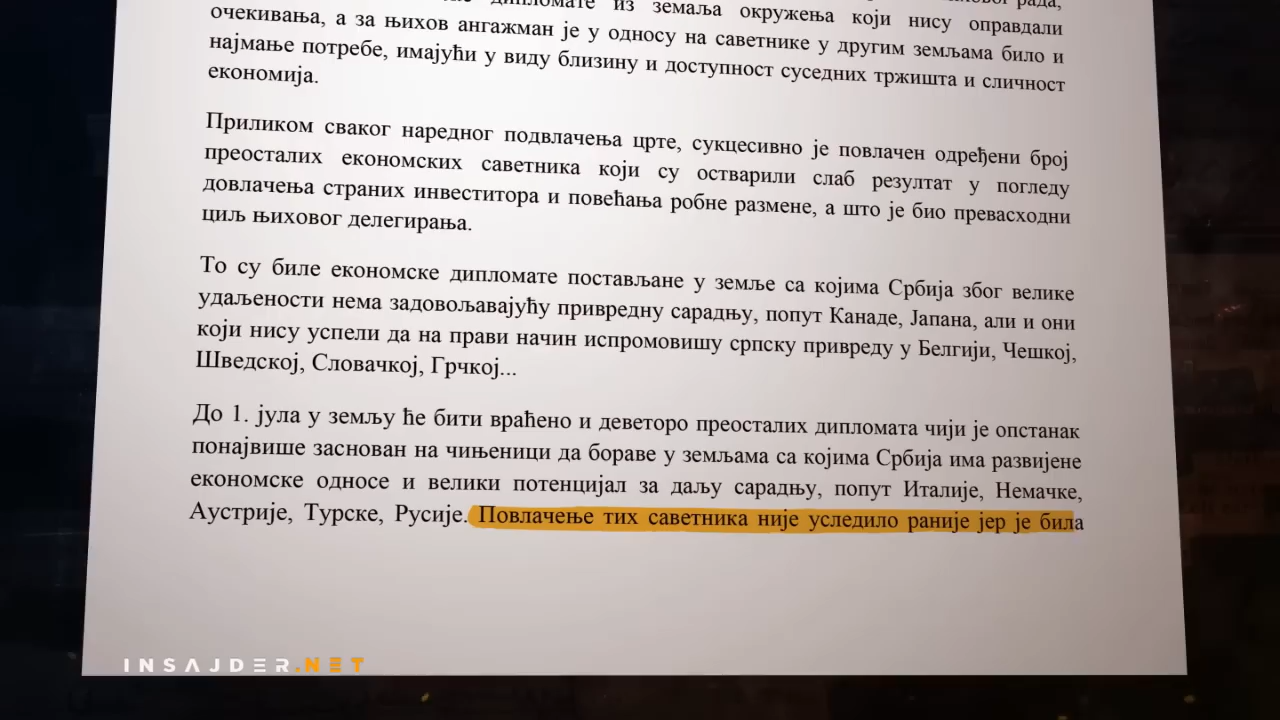 дипломате из земаља окружења који нису оправдали
очекивања, а за њихов ангажман је у односу на саветнике у другим земљама било и
најмање потребе, имајући у виду близину и доступност суседних тржишта и сличност
економија.
Приликом сваког наредног подвлачења црте, сукцесивно је повлачен одређени број
преосталих економских саветника који су остварили слаб резултат у погледу
довлачења страних инвеститора и повећања робне размене, а што је био превасходни
циљ њиховог делегирања.
То су биле економске дипломате постављане у земље са којима Србија због велике
удаљености нема задовољавајућу привредну сарадњу, попут Канаде, Јапана, али и они
који нису успели да на прави начин испромовишу српску привреду у Белгији, Чешкој,
Шведској, Словачкој, Грчкој...
До 1. јула у земљу ће бити враћено и деветоро преосталих дипломата чији је опстанак
понајвише заснован на чињеници да бораве у земљама са којима Србија има развијене
економске односе и велики потенцијал за даљу сарадњу, попут Италије, Немачке,
Аустрије, Турске, Русије. Повлачење тих саветника није уследило раније јер је била
INSAJDER.NET